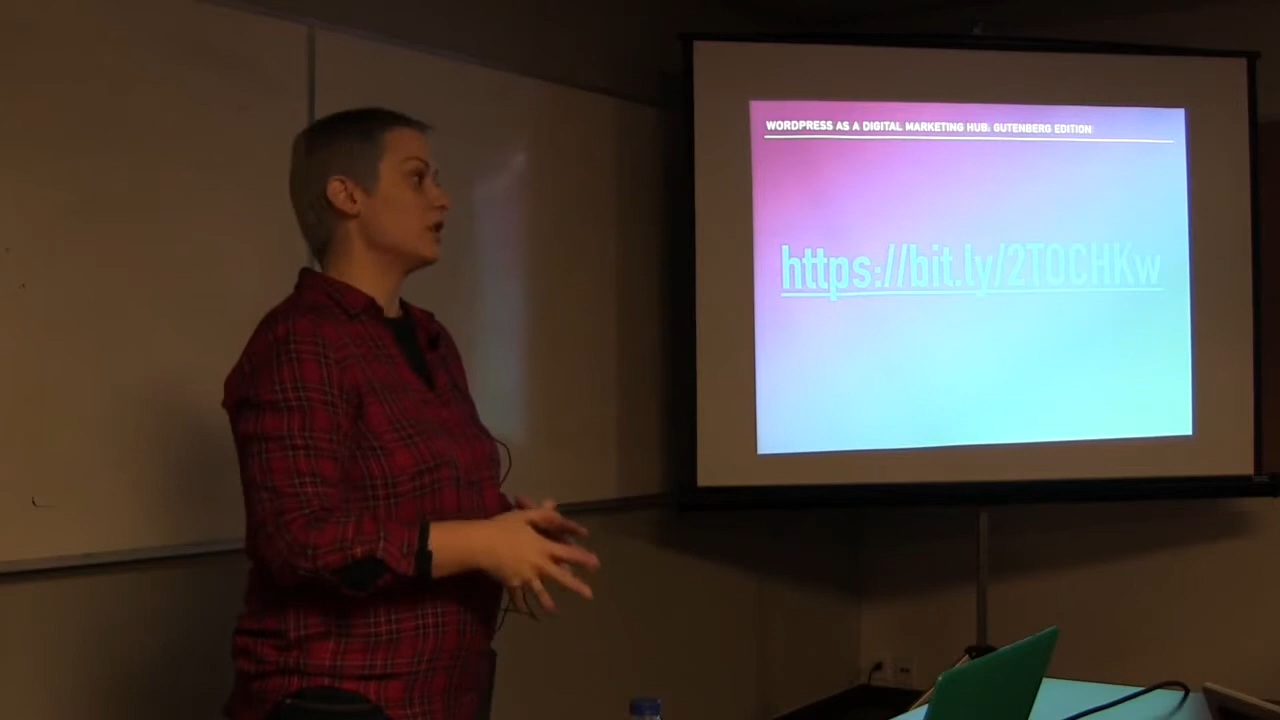 WORDPRESS AS A DIGITAL MARKETING HUB: GUTENBERG EDITION
https://bit.ly/2TOCHKw